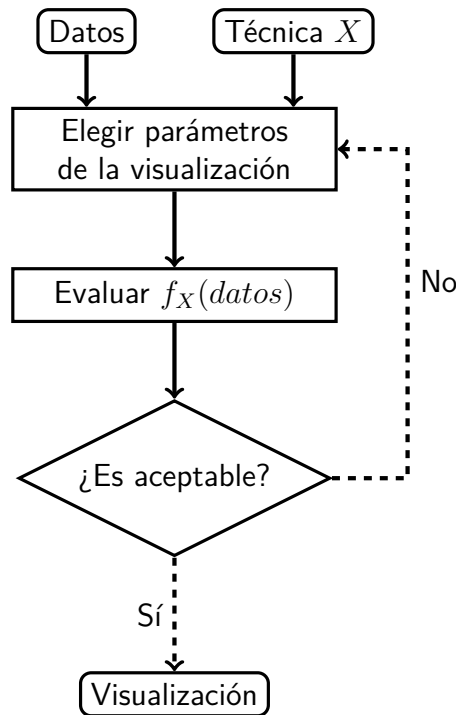 Datos
Técnica X
Elegir parámetros
de la visualización
Evaluar f_X(datos)
¿Es aceptable?
No
Sí
Visualización